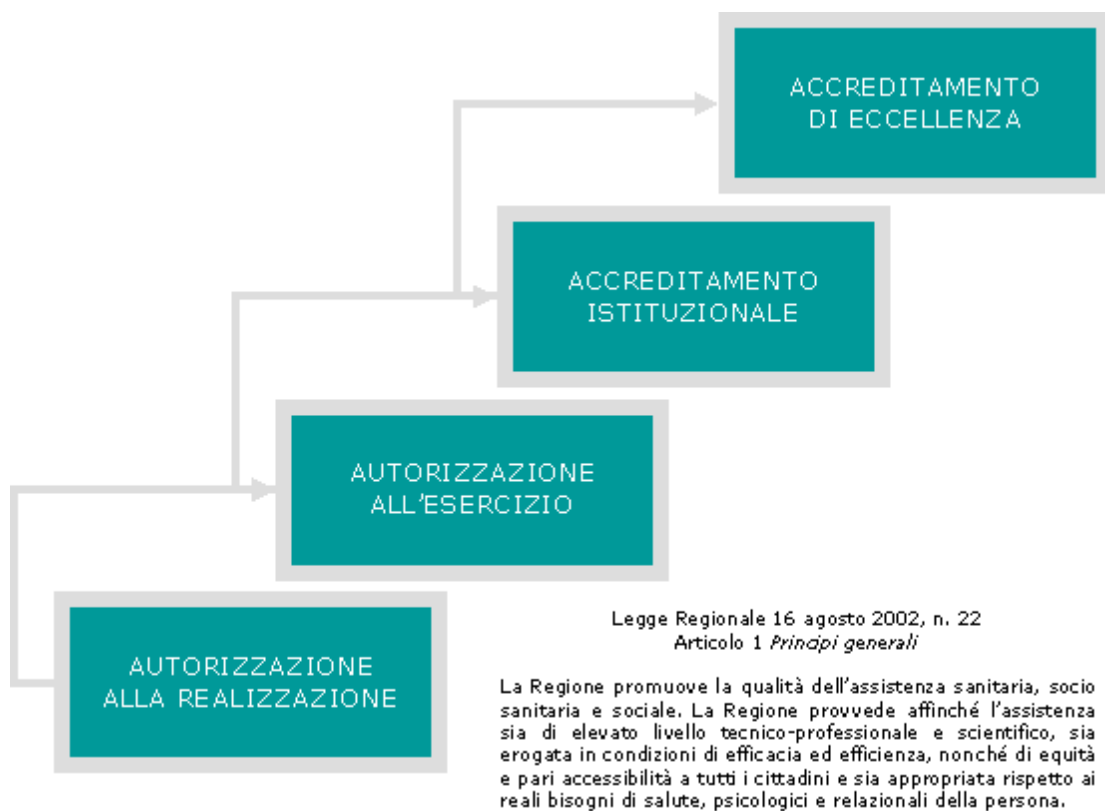 ACCREDITAMENTO
DI ECCELLENZA
ACCREDITAMENTO
ISTITUZIONALE
AUTORIZZAZIONE
ALL’ESERCIZIO
AUTORIZZAZIONE
ALLA REALIZZAZIONE
Legge Regionale 16 agosto 2002, n. 22
Articolo 1 Principi generali
La Regione promuove la qualità dell’assistenza sanitaria, socio
sanitaria e sociale. La Regione provvede affinché l’assistenza
sia di elevato livello tecnico-professionale e scientifico, sia
erogata in condizioni di efficacia ed efficienza, nonché di equità
e pari accessibilità a tutti i cittadini e sia appropriata rispetto ai
reali bisogni di salute, psicologici e relazionali della persona.